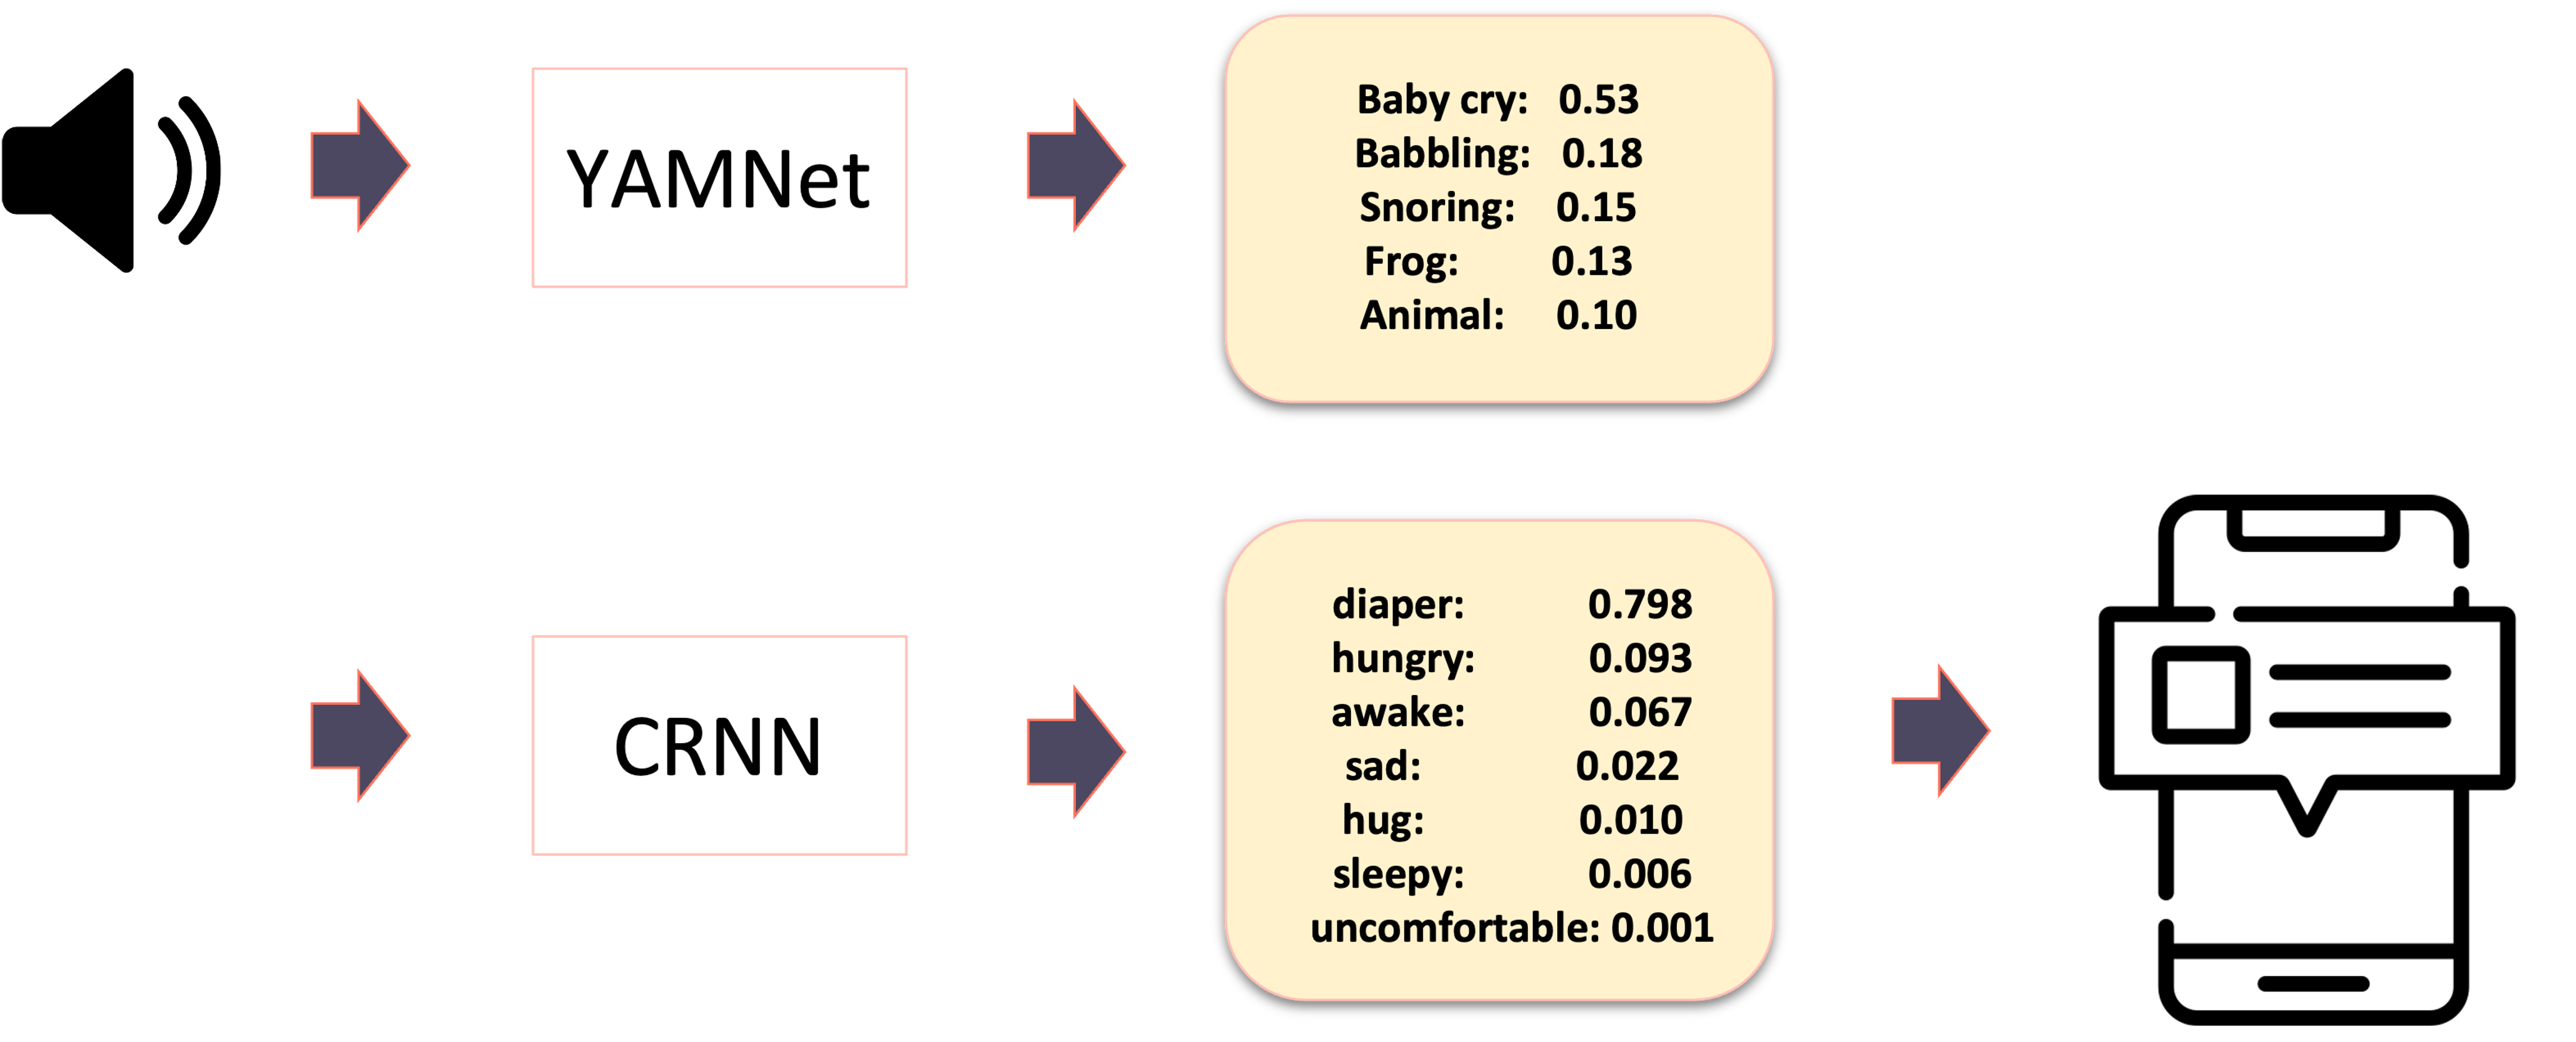 YAMNet
Baby cry: 0.53
Babbling: 0.18
Snoring: 0.15
Frog: 0.13
Animal: 0.10
CRNN
diaper: 0.798
hungry: 0.093
awake: 0.067
sad: 0.022
hug: 0.010
sleepy: 0.006
uncomfortable: 0.001